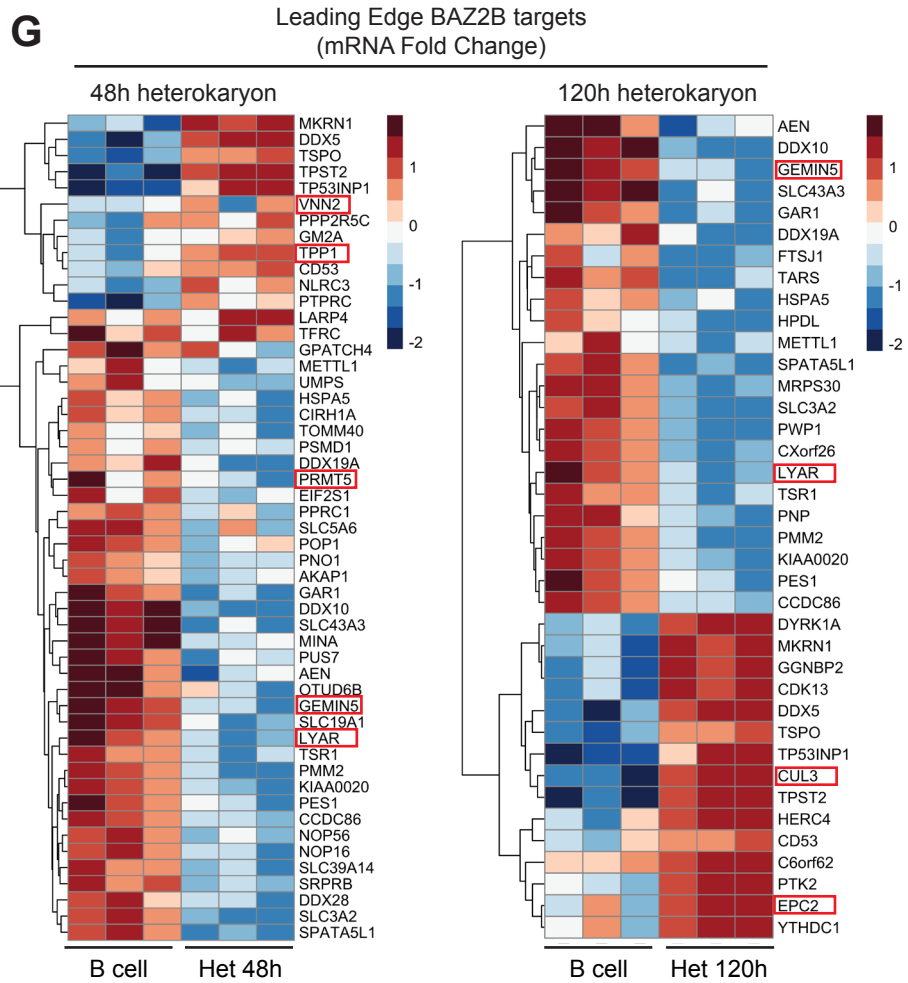 G
Leading Edge BAZ2B targets
(mRNA Fold Change)
48h heterokaryon
MKRN1
DDX5
TSPO
TPST2
TP53INP1
VNN2
PPP2R5C
GM2A
TPP1
CD53
NLRC3
PTPRC
LARP4
TFRC
GPATCH4
METTL1
UMPS
HSPA5
CIRH1A
TOMM40
PSMD1
DDX19A
PRMT5
EIF2S1
PPRC1
SLC5A6
POP1
PNO1
AKAP1
GAR1
DDX10
SLC43A3
MINA
PUS7
AEN
OTUD6B
GEMIN5
SLC19A1
LYAR
TSR1
PMM2
KIAA0020
PES1
CCDC86
NOP56
NOP16
SLC39A14
SRPRB
DDX28
SLC3A2
SPATA5L1
1
0
-1
-2
B cell
Het 48h
120h heterokaryon
AEN
DDX10
GEMIN5
SLC43A3
GAR1
DDX19A
FTSJ1
TARS
HSPA5
HPDL
METTL1
SPATA5L1
MRPS30
SLC3A2
PWP1
CXorf26
LYAR
TSR1
PNP
PMM2
KIAA0020
PES1
CCDC86
DYRK1A
MKRN1
GGNBP2
CDK13
DDX5
TSPO
TP53INP1
CUL3
TPST2
HERC4
CD53
C6orf62
PTK2
EPC2
YTHDC1
1
0
-1
-2
B cell
Het 120h